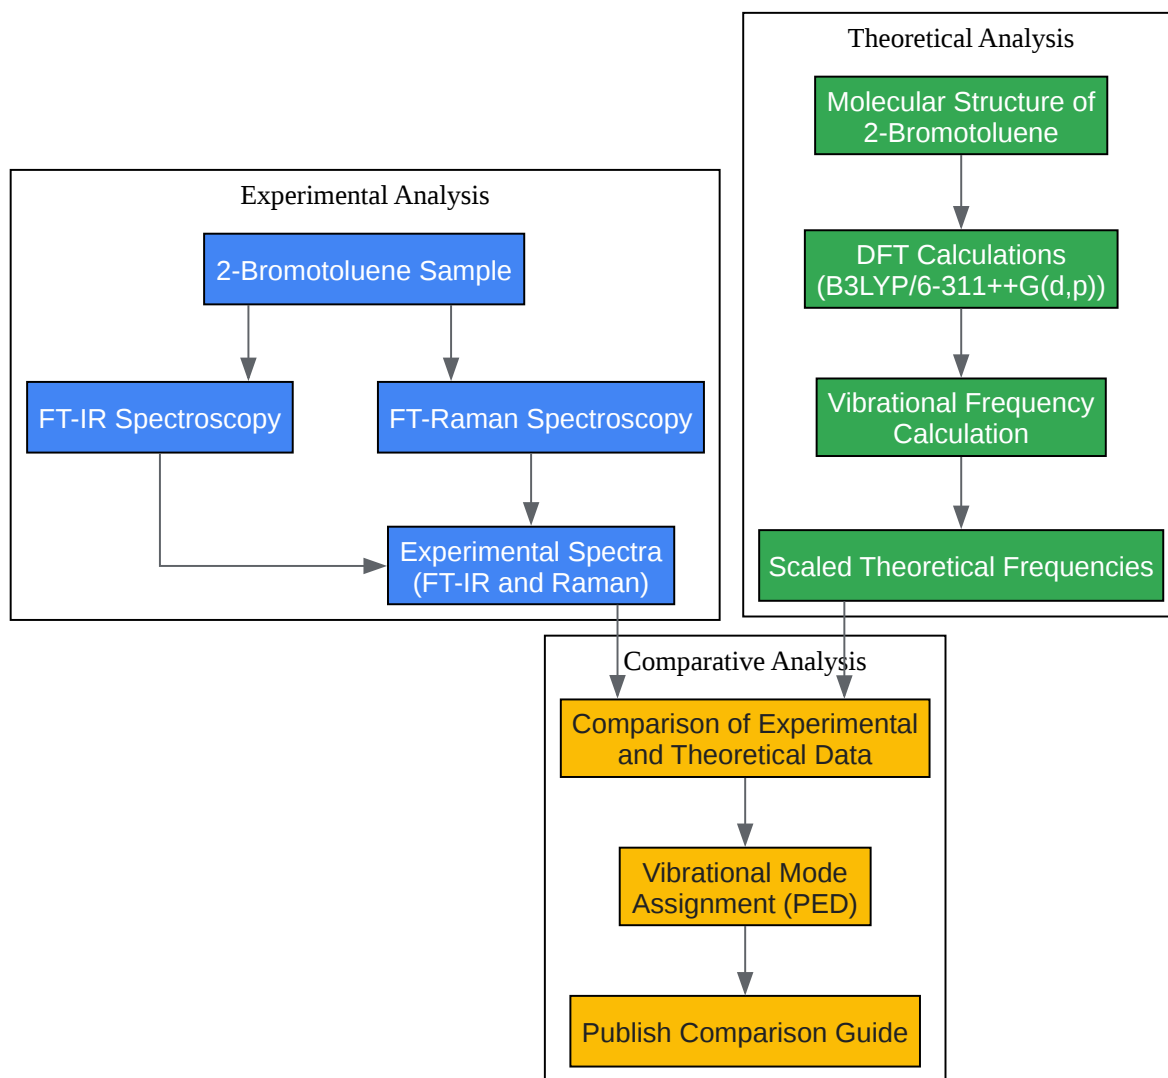 Theoretical Analysis
Molecular Structure of
2-Bromotoluene
DFT Calculations
(B3LYP/6-311++G(d,p))
Vibrational Frequency
Calculation
Scaled Theoretical Frequencies
Experimental Analysis
2-Bromotoluene Sample
FT-IR Spectroscopy
FT-Raman Spectroscopy
Experimental Spectra
(FT-IR and Raman)
Comparative Analysis
Comparison of Experimental
and Theoretical Data
Vibrational Mode
Assignment (PED)
Publish Comparison Guide